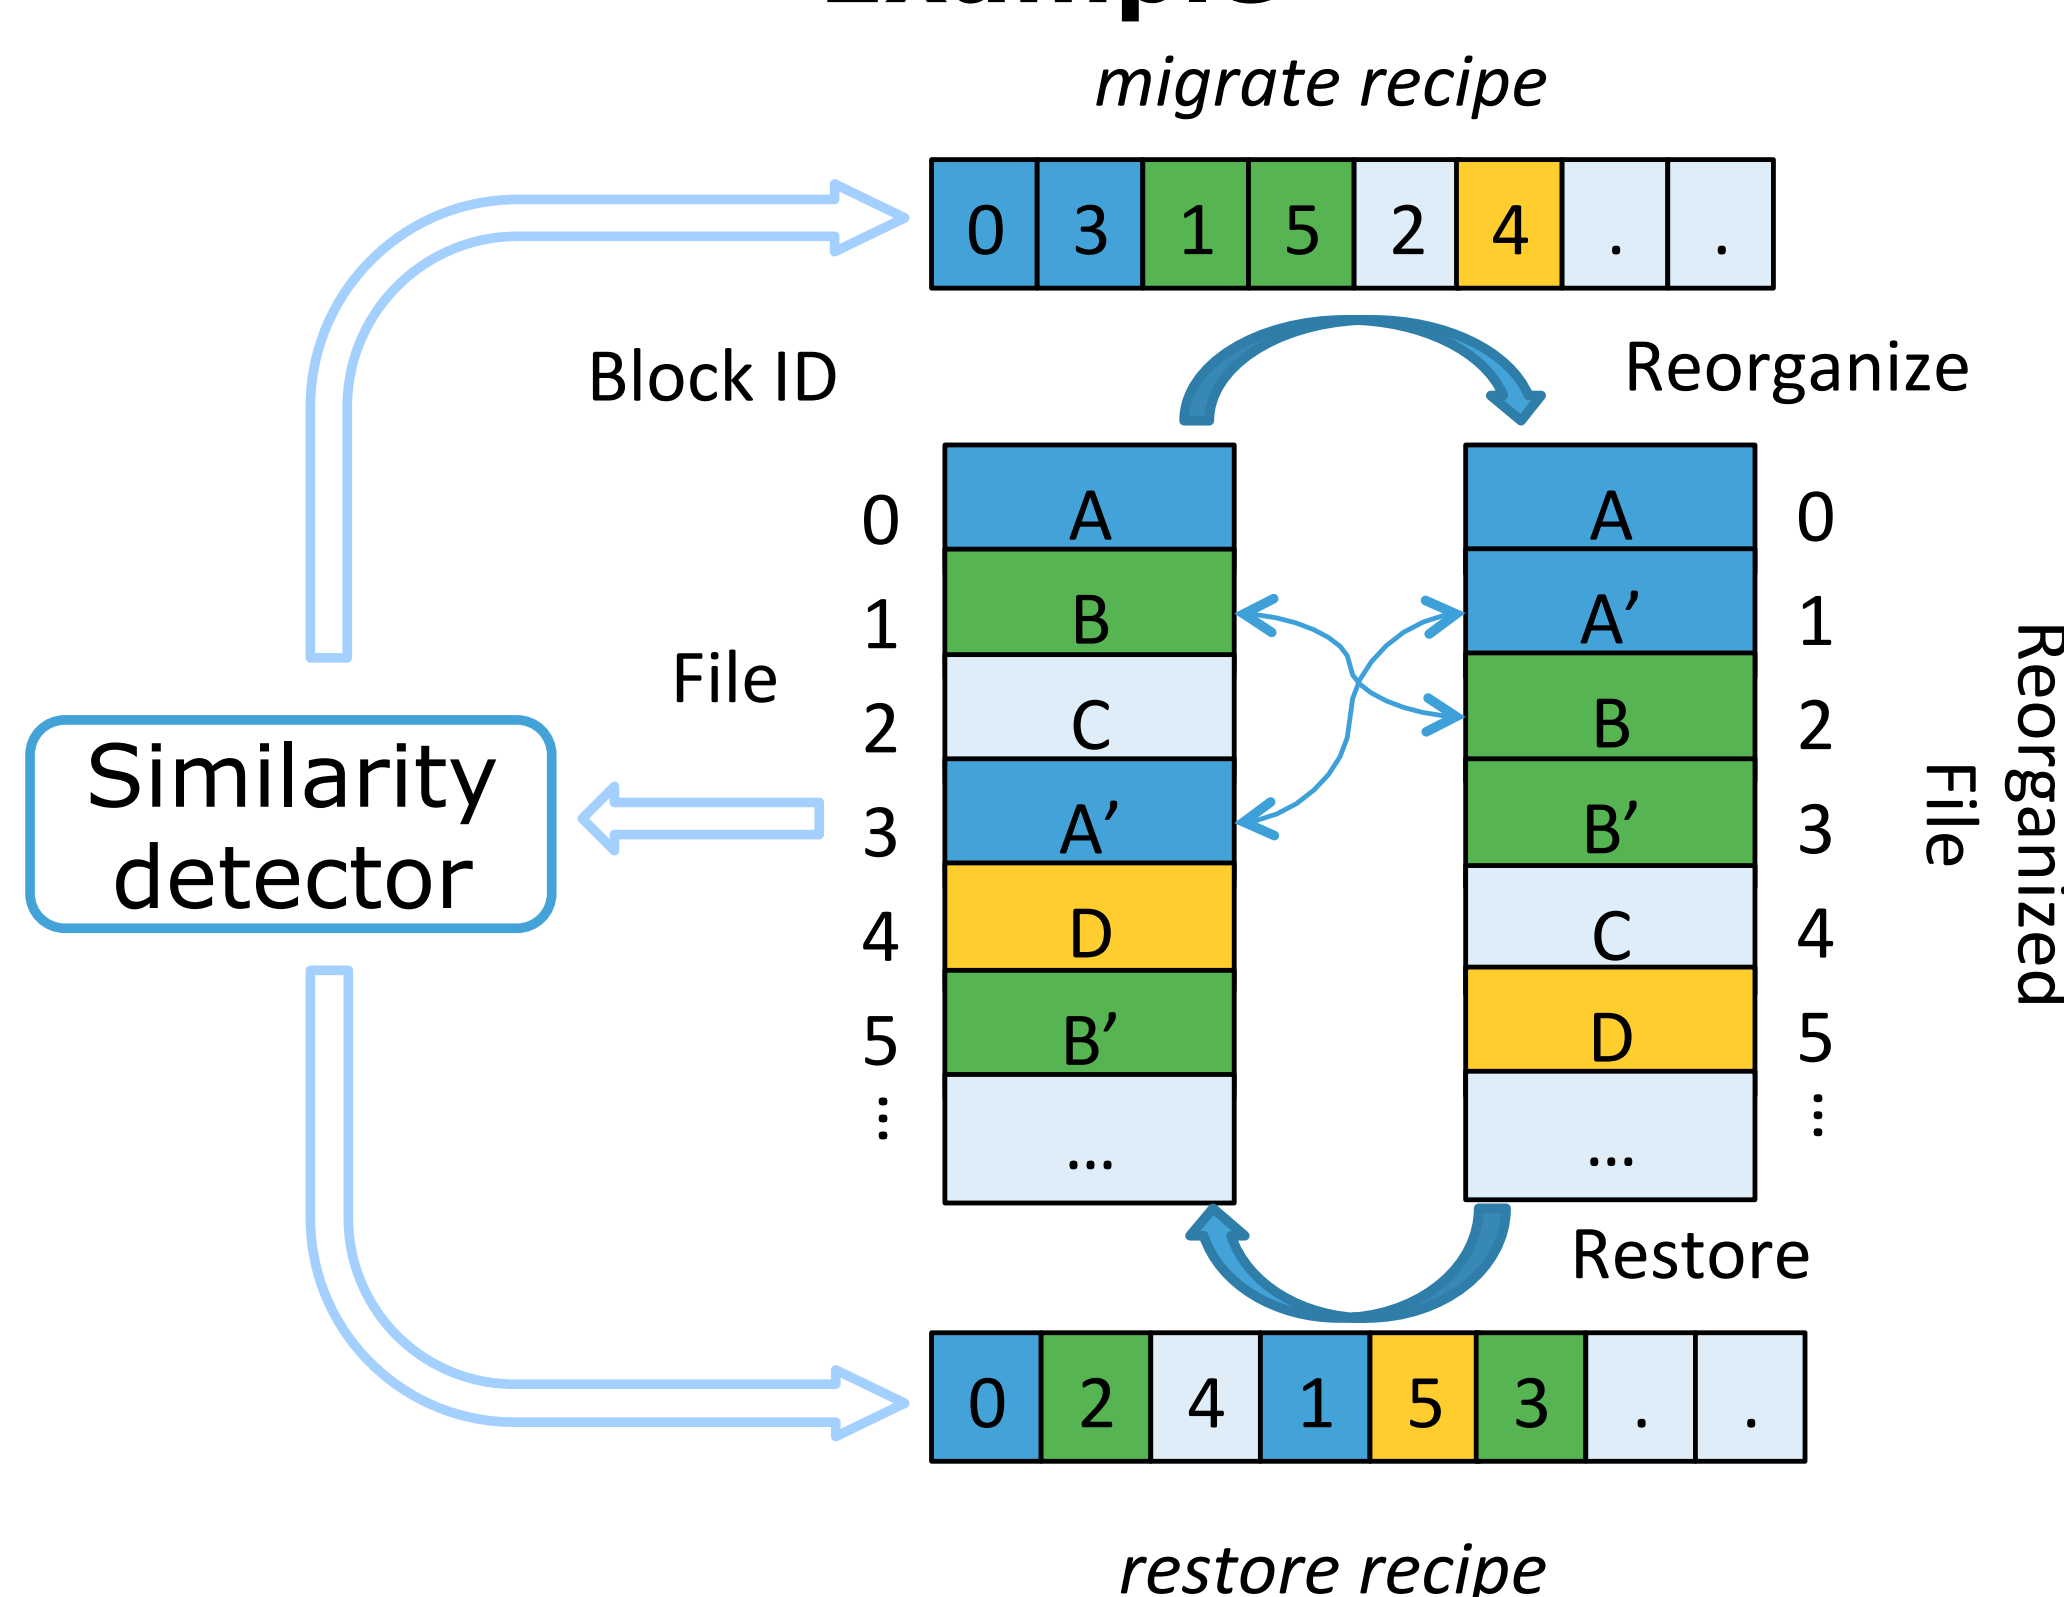 Example
migrate recipe
0 3 1 5 2 4 . .
Block ID
Reorganize
File
Similarity
detector
0 A
1 B
2 C
3 A’
4 D
5 B’
... ...
A 0
A’ 1
B 2
B’ 3
C 4
D 5
... ...
Reorganized
File
Restore
0 2 4 1 5 3 . .
restore recipe